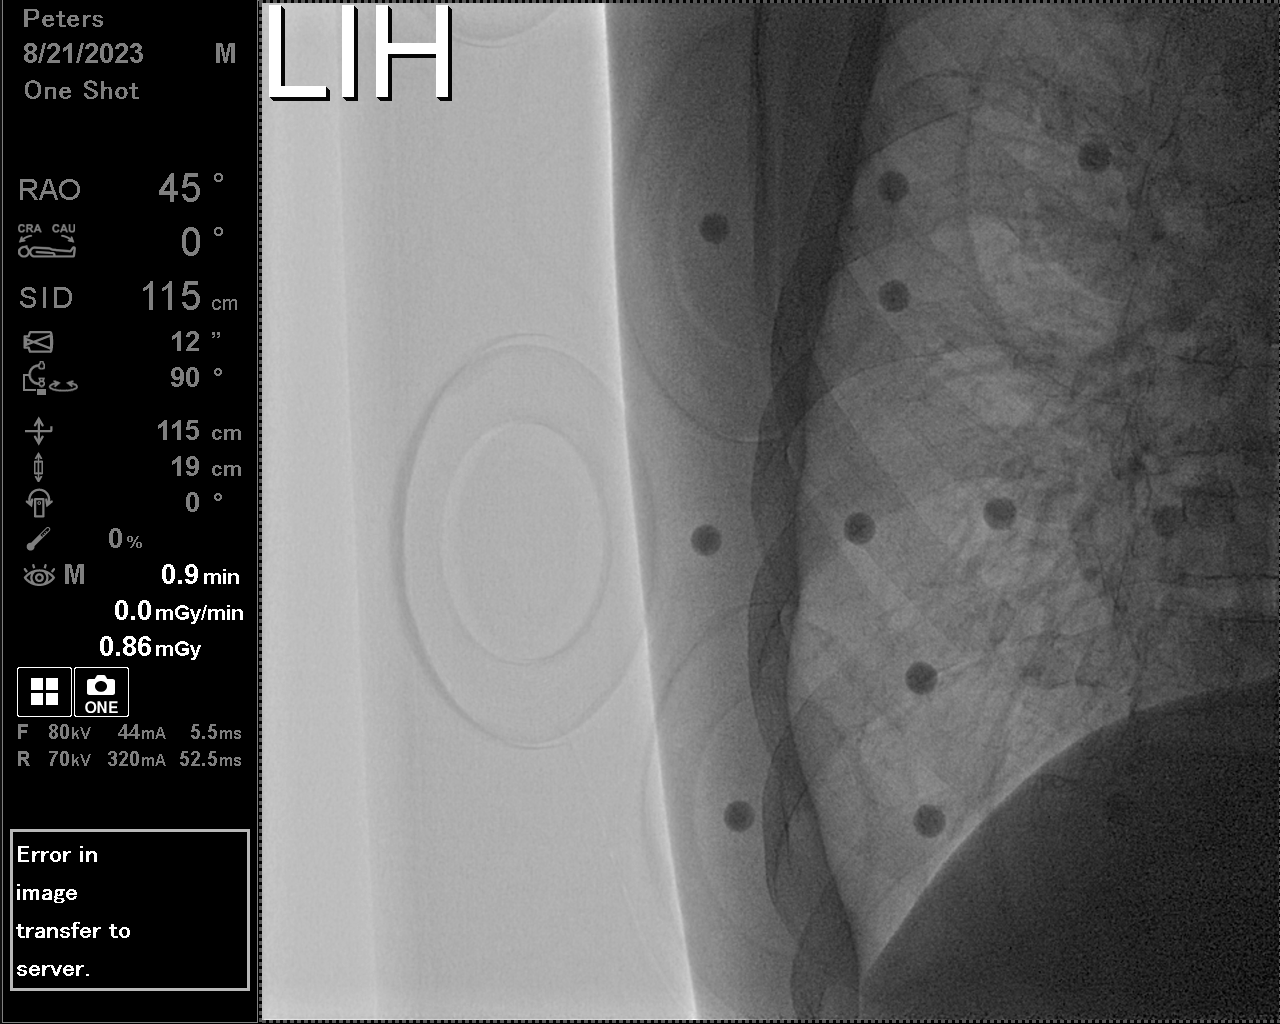 Peters
8/21/2023 M
One Shot
LIH
RAO 45 °
CRA CAU 0 °
SID 115 cm
12 ”
90 °
115 cm
19 cm
0 °
0 %
M 0.9 min
0.0 mGy/min
0.86 mGy
ONE
F 80kV 44mA 5.5ms
R 70kV 320mA 52.5ms
Error in
image
transfer to
server.